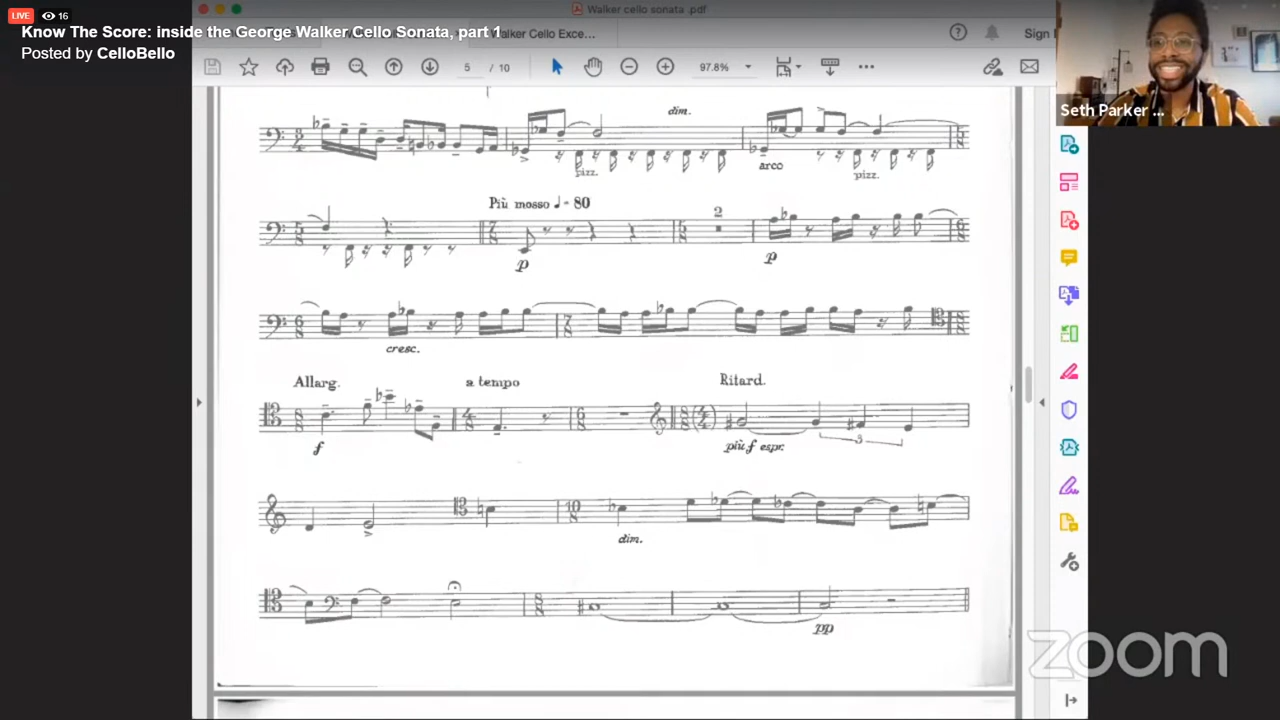 LIVE 16
Know The Score: inside the George Walker Cello Sonata, part 1
Posted by CelloBello
Walker cello sonata .pdf
Walker Cello Exce...
Sign
5 / 10
97.8%
Seth Parker ...
dim.
pizz.
arco
pizz.
Più mosso ♩ = 80
2
p
p
cresc.
Allarg.
a tempo
Ritard.
f
più f espr.
3
dim.
pp
zoom